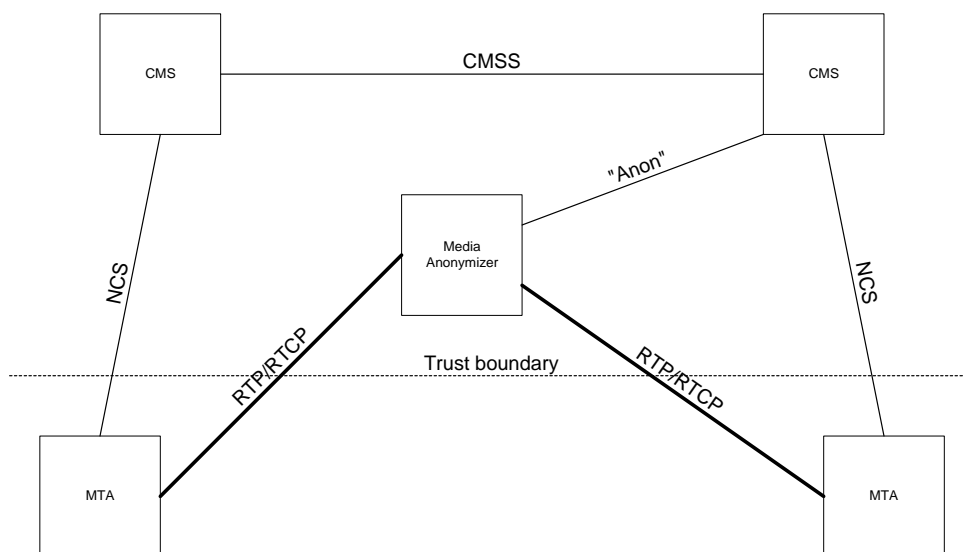 CMS
CMSS
CMS
"Anon"
Media
Anonymizer
NCS
NCS
RTP/RTCP
Trust boundary
RTP/RTCP
MTA
MTA